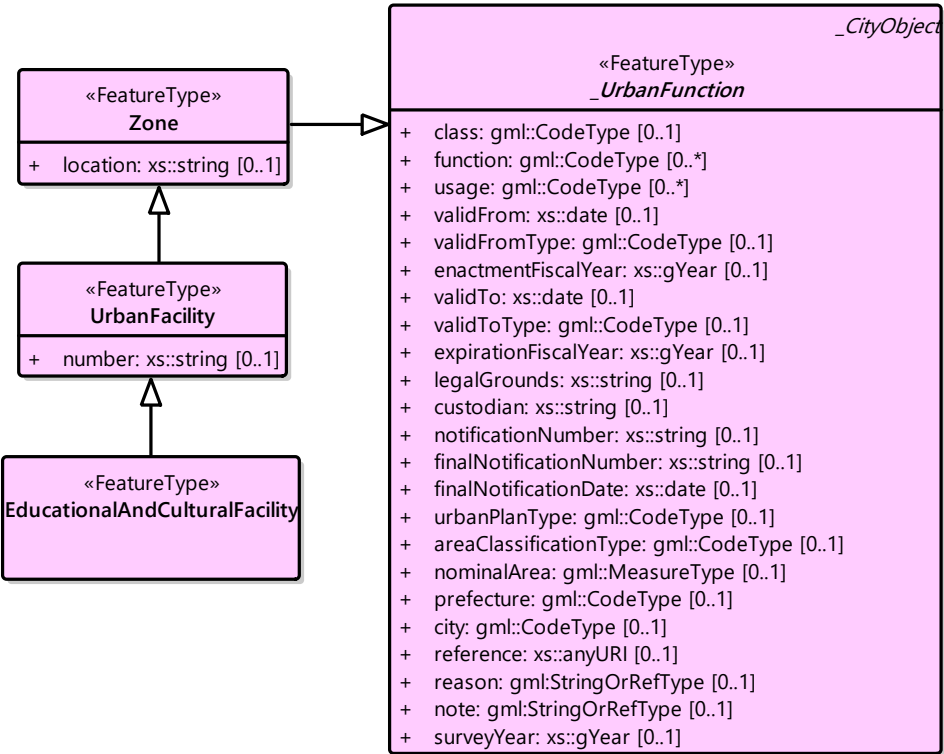 «FeatureType»
Zone
+ location: xs::string [0..1]
«FeatureType»
UrbanFacility
+ number: xs::string [0..1]
«FeatureType»
EducationalAndCulturalFacility
_CityObject
«FeatureType»
_UrbanFunction
+ class: gml::CodeType [0..1]
+ function: gml::CodeType [0..*]
+ usage: gml::CodeType [0..*]
+ validFrom: xs::date [0..1]
+ validFromType: gml::CodeType [0..1]
+ enactmentFiscalYear: xs::gYear [0..1]
+ validTo: xs::date [0..1]
+ validToType: gml::CodeType [0..1]
+ expirationFiscalYear: xs::gYear [0..1]
+ legalGrounds: xs::string [0..1]
+ custodian: xs::string [0..1]
+ notificationNumber: xs::string [0..1]
+ finalNotificationNumber: xs::string [0..1]
+ finalNotificationDate: xs::date [0..1]
+ urbanPlanType: gml::CodeType [0..1]
+ areaClassificationType: gml::CodeType [0..1]
+ nominalArea: gml::MeasureType [0..1]
+ prefecture: gml::CodeType [0..1]
+ city: gml::CodeType [0..1]
+ reference: xs::anyURI [0..1]
+ reason: gml:StringOrRefType [0..1]
+ note: gml:StringOrRefType [0..1]
+ surveyYear: xs::gYear [0..1]